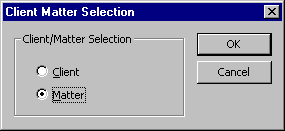 Client Matter Selection
Client/Matter Selection
Client
Matter
OK
Cancel